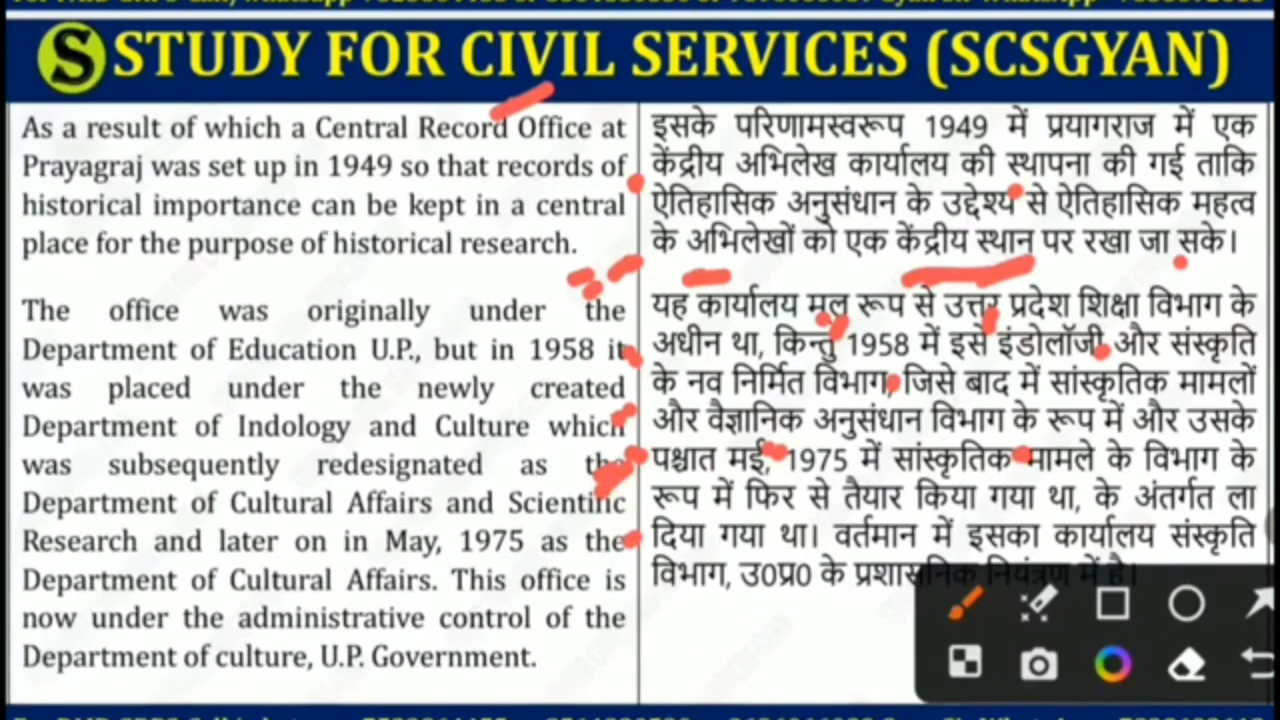 S STUDY FOR CIVIL SERVICES (SCSGYAN)
As a result of which a Central Record Office at
Prayagraj was set up in 1949 so that records of
historical importance can be kept in a central
place for the purpose of historical research.
The office was originally under the
Department of Education U.P., but in 1958 it
was placed under the newly created
Department of Indology and Culture which
was subsequently redesignated as the
Department of Cultural Affairs and Scientific
Research and later on in May, 1975 as the
Department of Cultural Affairs. This office is
now under the administrative control of the
Department of culture, U.P. Government.
इसके परिणामस्वरूप 1949 में प्रयागराज में एक
केंद्रीय अभिलेख कार्यालय की स्थापना की गई ताकि
ऐतिहासिक अनुसंधान के उद्देश्य से ऐतिहासिक महत्व
के अभिलेखों को एक केंद्रीय स्थान पर रखा जा सके।
यह कार्यालय मूल रूप से उत्तर प्रदेश शिक्षा विभाग के
अधीन था, किन्तु 1958 में इसे इंडोलॉजी और संस्कृति
के नव निर्मित विभाग, जिसे बाद में सांस्कृतिक मामलों
और वैज्ञानिक अनुसंधान विभाग के रूप में और उसके
पश्चात मई, 1975 में सांस्कृतिक मामले के विभाग के
रूप में फिर से तैयार किया गया था, के अंतर्गत ला
दिया गया था। वर्तमान में इसका कार्यालय संस्कृति
विभाग, उ0प्र0 के प्रशासनिक नियंत्रण में है।